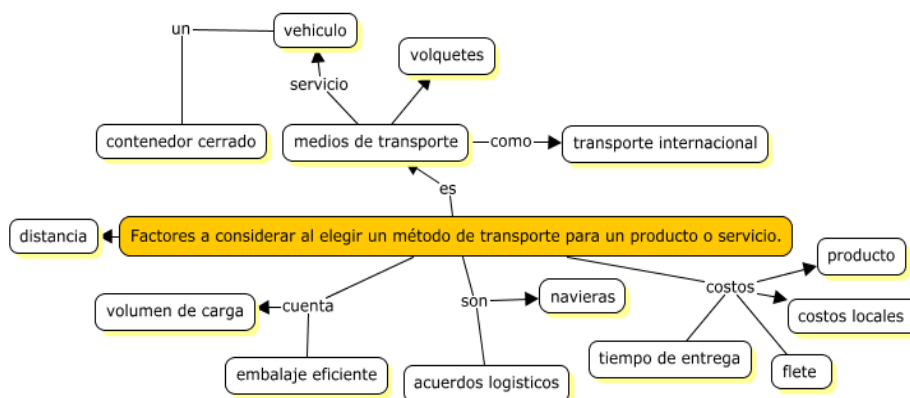 un
vehiculo
volquetes
servicio
contenedor cerrado
medios de transporte
como
transporte internacional
es
distancia
Factores a considerar al elegir un método de transporte para un producto o servicio.
producto
costos
navieras
son
cuenta
volumen de carga
costos locales
tiempo de entrega
flete
embalaje eficiente
acuerdos logisticos